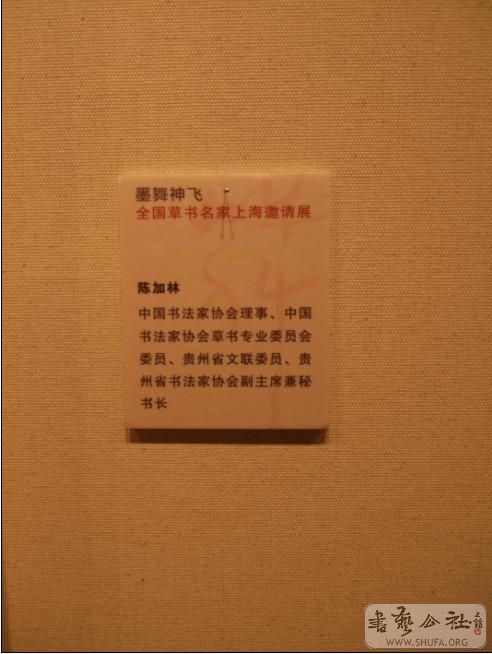 墨舞神飞
全国草书名家上海邀请展
陈加林
中国书法家协会理事、中国
书法家协会草书专业委员会
委员、贵州省文联委员、贵
州省书法家协会副主席兼秘
书长
書藝公社
WWW.SHUFA.ORG